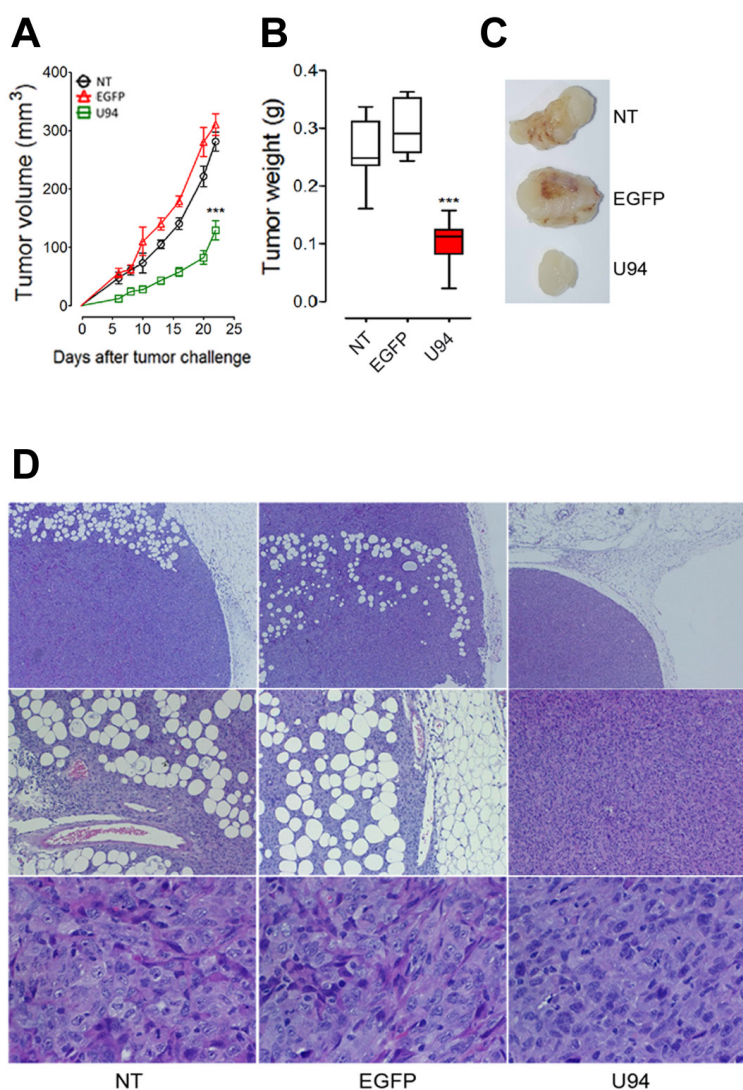 A
NT
EGFP
U94
Tumor volume (mm³)
400
300
200
100
0
***
0 5 10 15 20 25
Days after tumor challenge
B
Tumor weight (g)
0.4
0.3
0.1
0.0
***
NT
EGFP
U94
C
NT
EGFP
U94
D
NT EGFP U94